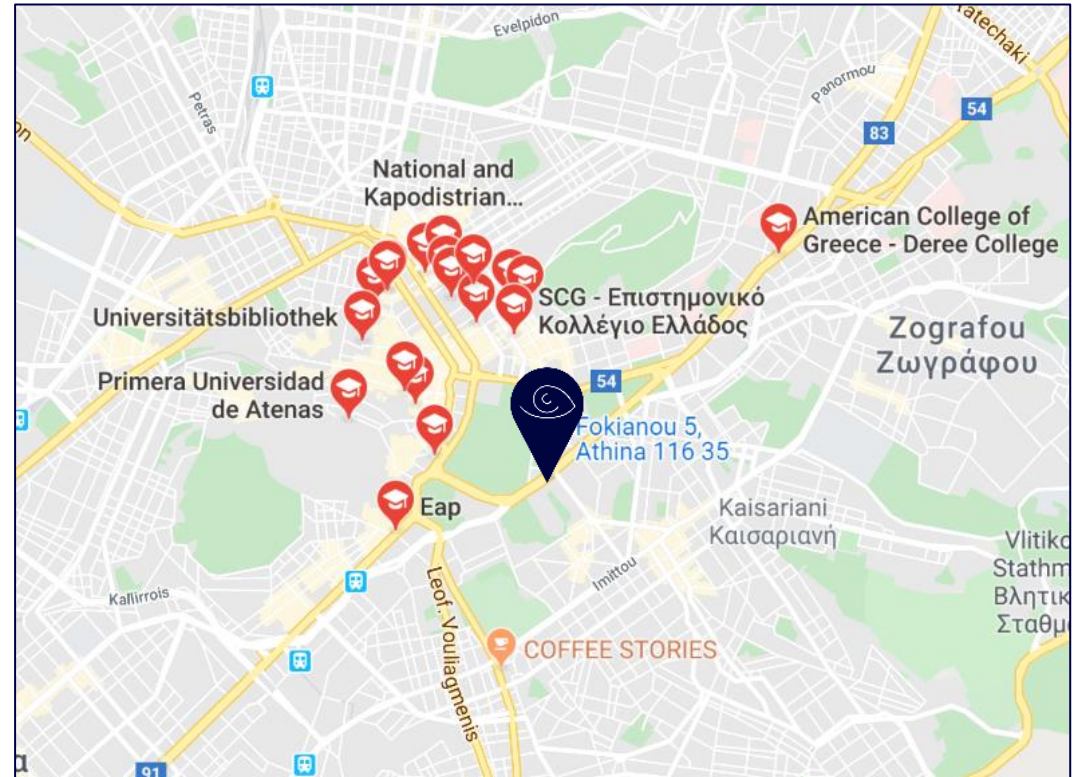 Evelpidon
Katechaki
Panormou
Petras
54
83
National and
Kapodistrian...
American College of
Greece - Deree College
SCG - Επιστημονικό
Κολλέγιο Ελλάδος
Universitätsbibliothek
Zografou
Ζωγράφου
Primera Universidad
de Atenas
54
Fokianou 5,
Athina 116 35
Eap
Kaisariani
Καισαριανή
Imittou
Kallirrois
Leof. Vouliagmenis
COFFEE STORIES
91